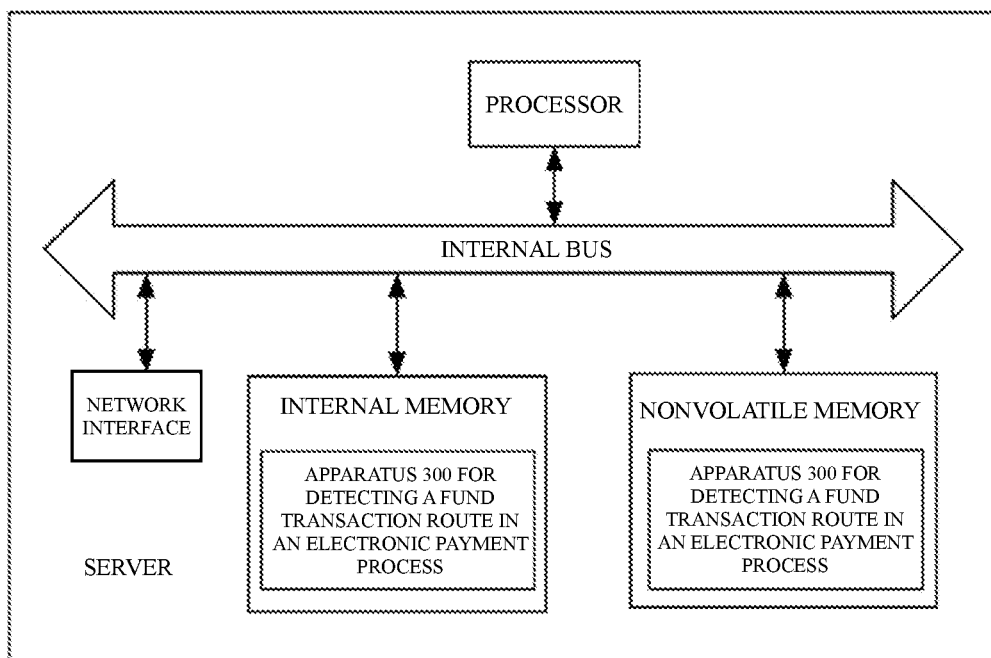 PROCESSOR
INTERNAL BUS
NETWORK
INTERFACE
INTERNAL MEMORY
APPARATUS 300 FOR
DETECTING A FUND
TRANSACTION ROUTE IN
AN ELECTRONIC PAYMENT
PROCESS
NONVOLATILE MEMORY
APPARATUS 300 FOR
DETECTING A FUND
TRANSACTION ROUTE IN
AN ELECTRONIC PAYMENT
PROCESS
SERVER